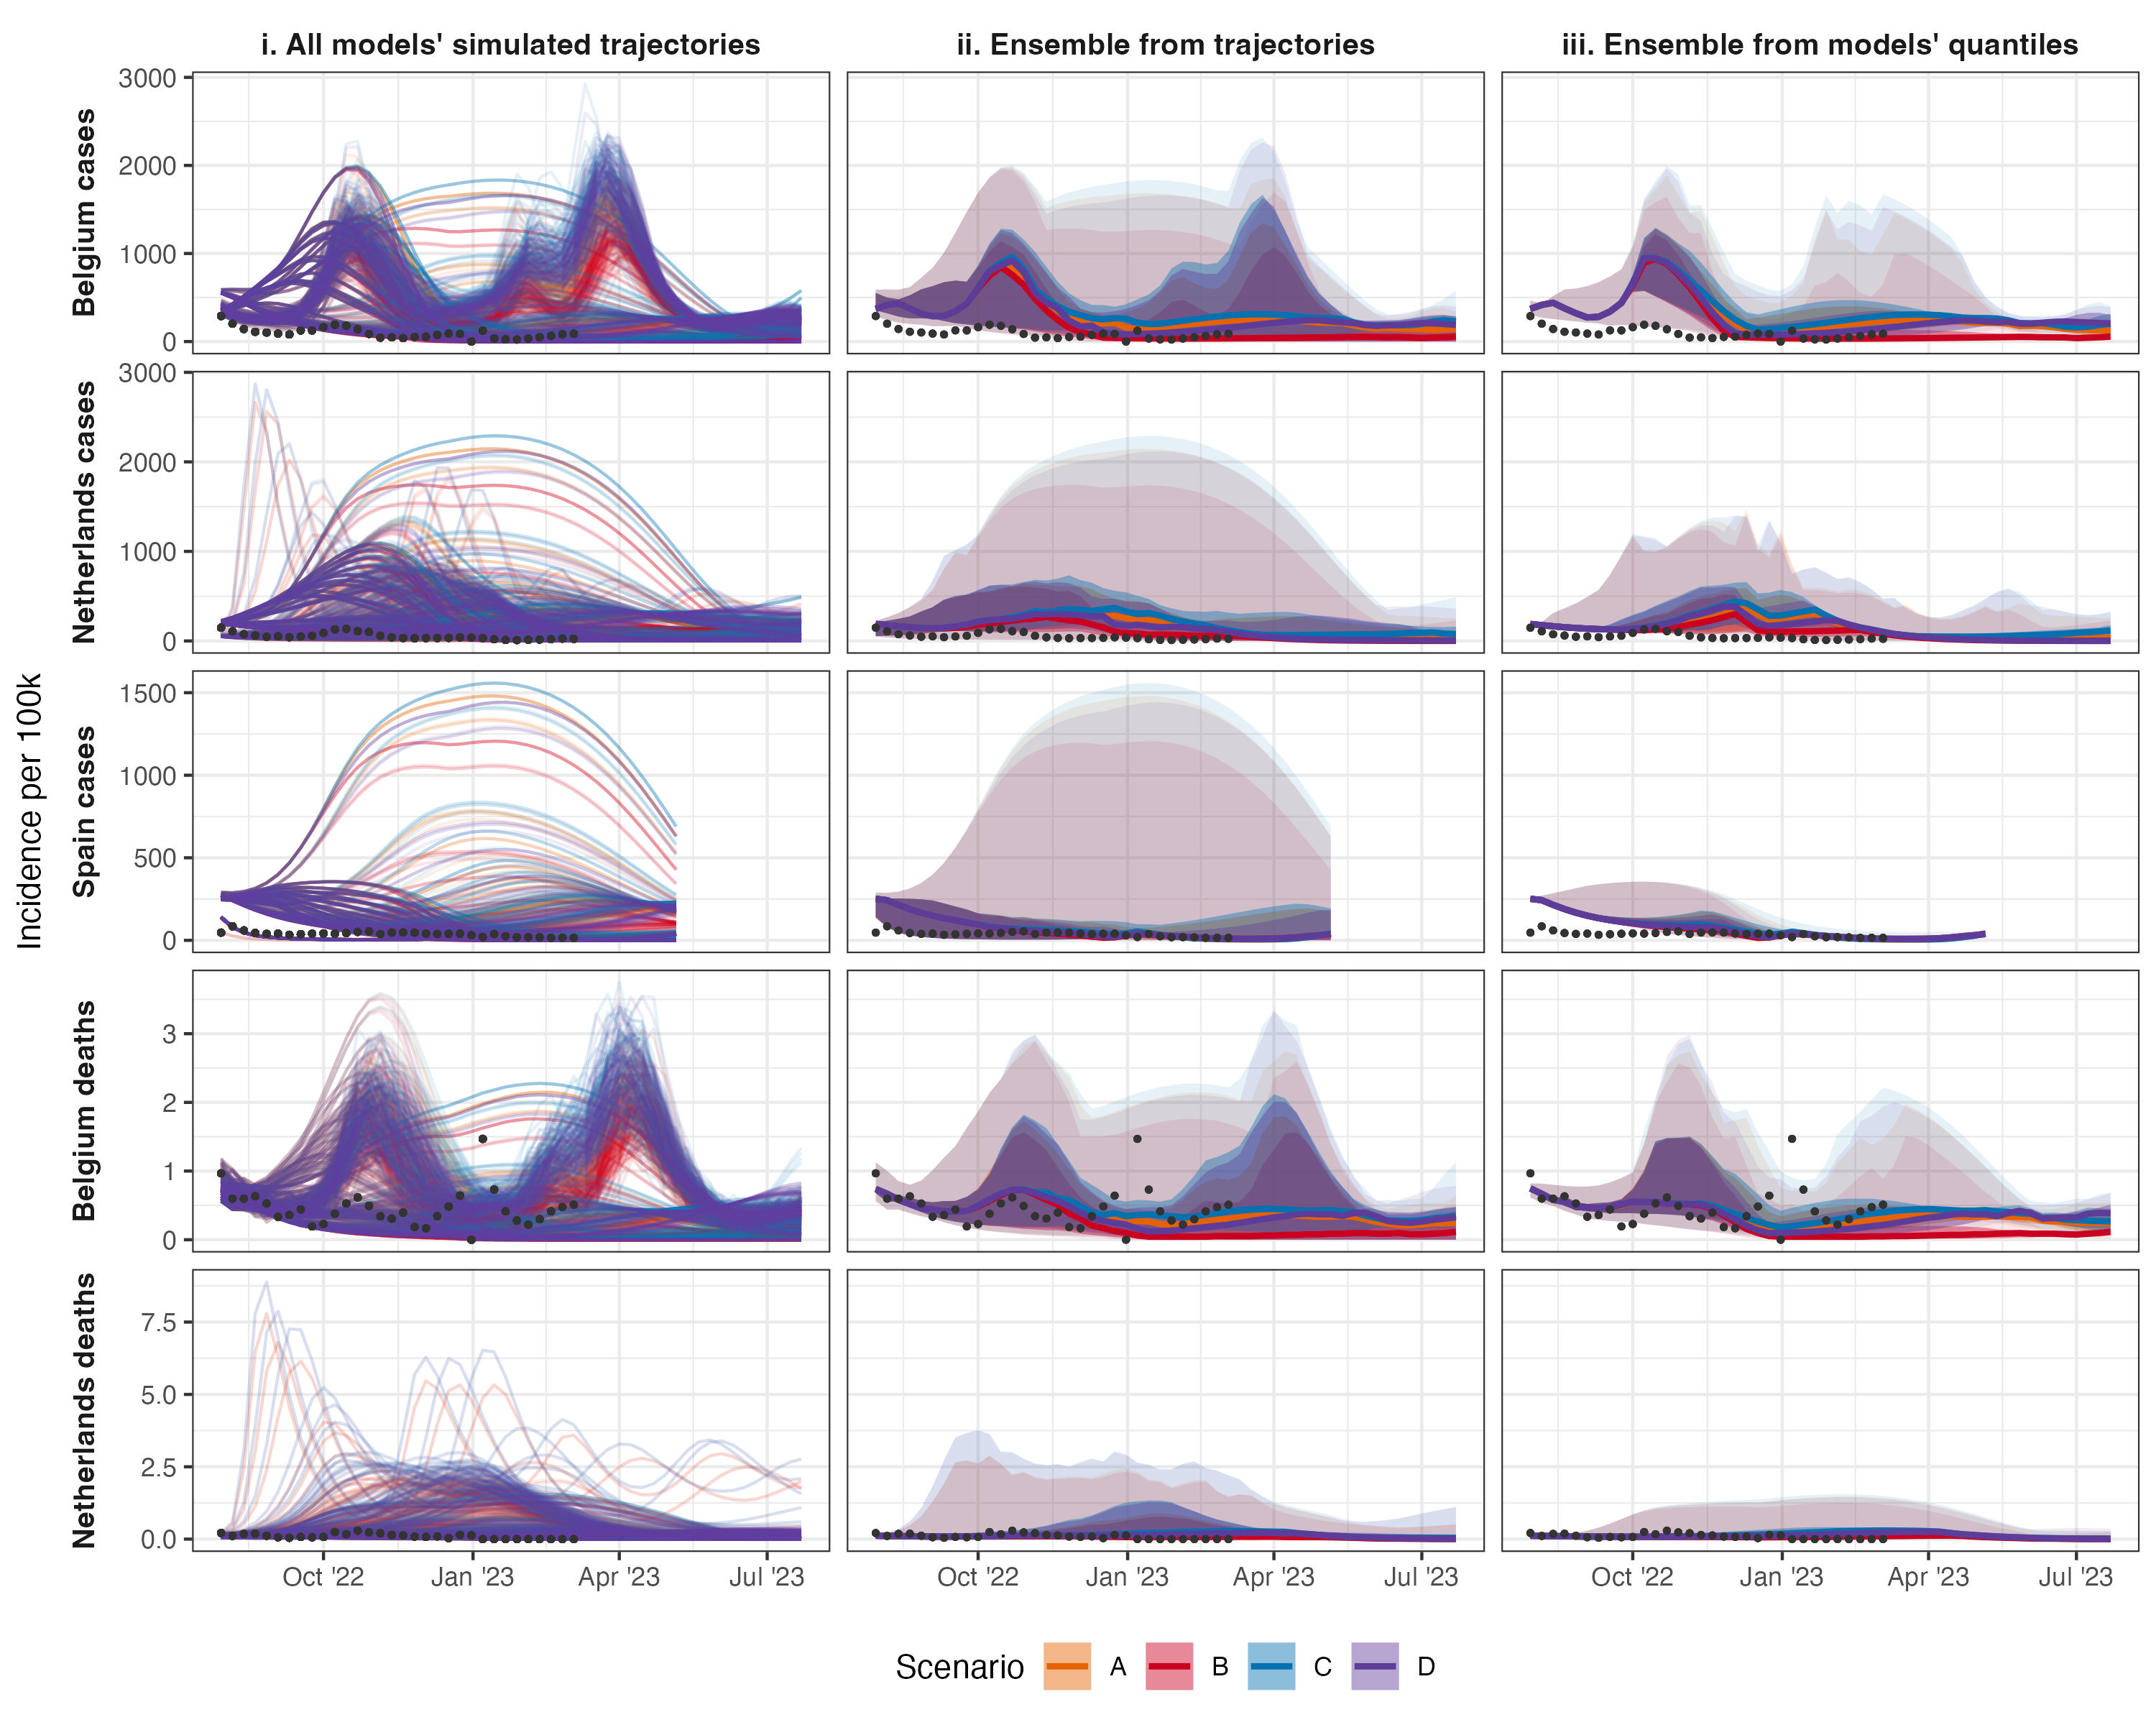 i. All models' simulated trajectories
ii. Ensemble from trajectories
iii. Ensemble from models' quantiles
Incidence per 100k
Belgium cases
3000
2000
1000
0
Netherlands cases
3000
2000
1000
0
Spain cases
1500
1000
500
0
Belgium deaths
3
2
1
0
Netherlands deaths
7.5
5.0
2.5
0.0
Oct '22 Jan '23 Apr '23 Jul '23
Oct '22 Jan '23 Apr '23 Jul '23
Oct '22 Jan '23 Apr '23 Jul '23
Scenario A B C D